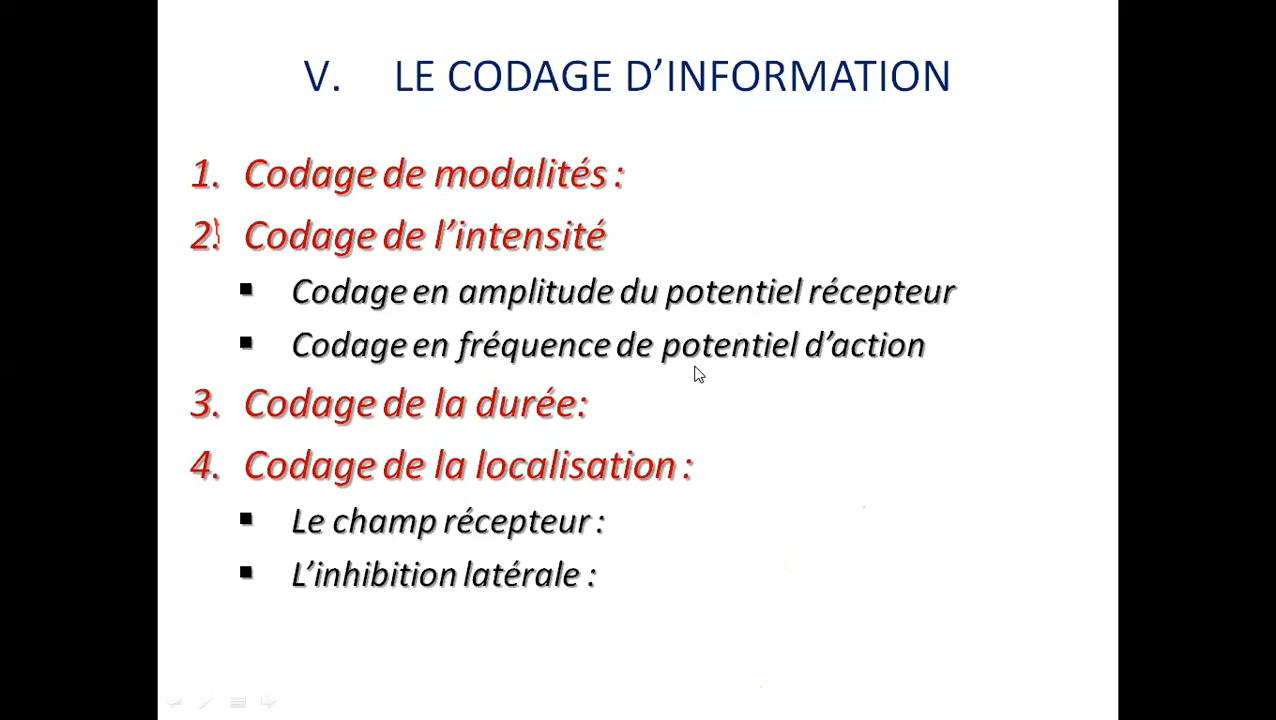 V. LE CODAGE D’INFORMATION
1. Codage de modalités :
2. Codage de l’intensité
▪ Codage en amplitude du potentiel récepteur
▪ Codage en fréquence de potentiel d’action
3. Codage de la durée:
4. Codage de la localisation :
▪ Le champ récepteur :
▪ L’inhibition latérale :